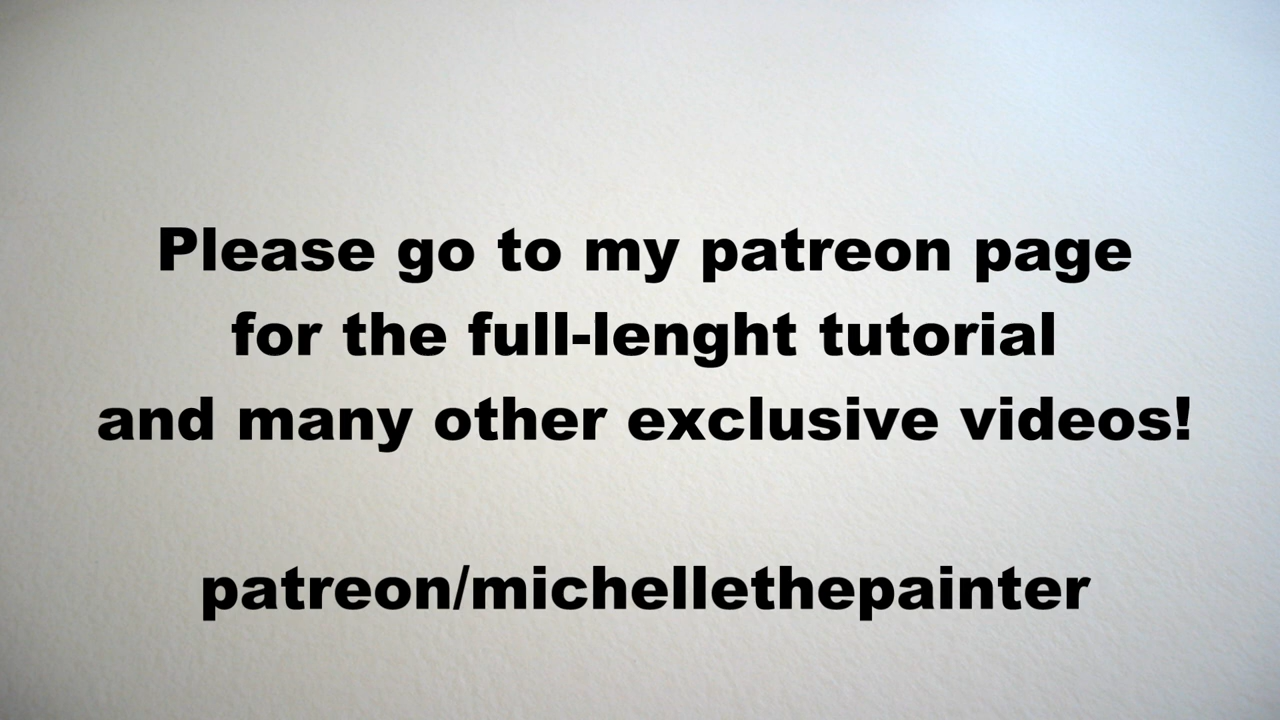 Please go to my patreon page
for the full-lenght tutorial
and many other exclusive videos!
patreon/michellethepainter